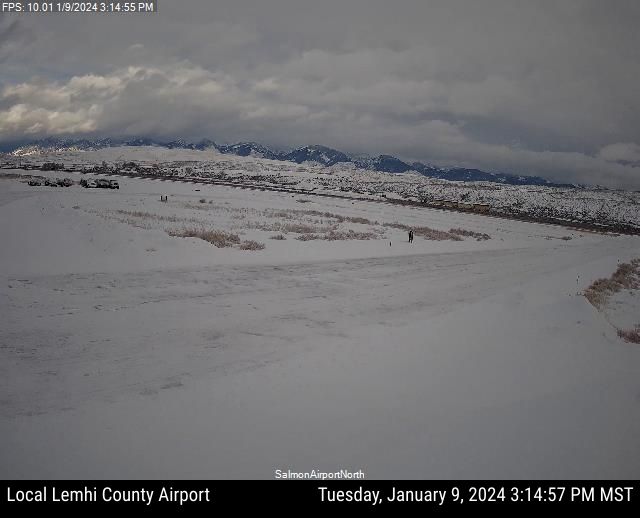 FPS: 10.01 1/9/2024 3:14:55 PM
SalmonAirportNorth
Local Lemhi County Airport Tuesday, January 9, 2024 3:14:57 PM MST